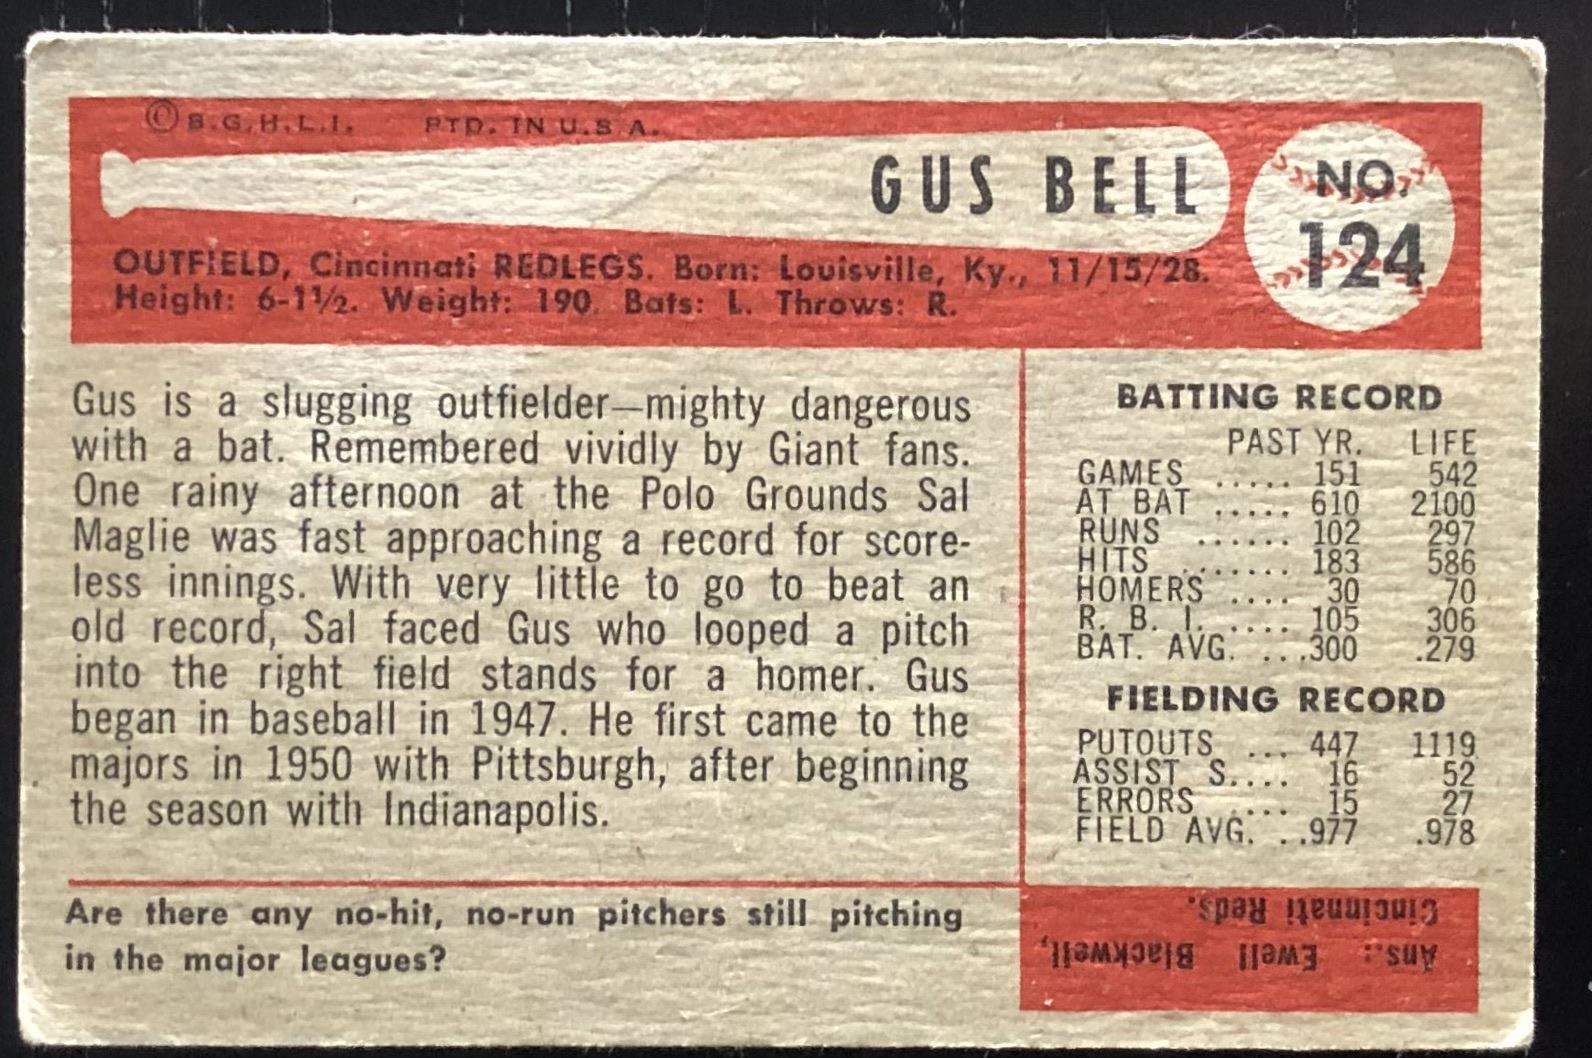 © B.G.H.L.I. PTD. IN U.S.A.
GUS BELL
NO.
124
OUTFIELD, Cincinnati REDLEGS. Born: Louisville, Ky., 11/15/28.
Height: 6-1½. Weight: 190. Bats: L. Throws: R.
Gus is a slugging outfielder—mighty dangerous
with a bat. Remembered vividly by Giant fans.
One rainy afternoon at the Polo Grounds Sal
Maglie was fast approaching a record for score-
less innings. With very little to go to beat an
old record, Sal faced Gus who looped a pitch
into the right field stands for a homer. Gus
began in baseball in 1947. He first came to the
majors in 1950 with Pittsburgh, after beginning
the season with Indianapolis.
BATTING RECORD
PAST YR. LIFE
GAMES ..... 151 542
AT BAT ..... 610 2100
RUNS ...... 102 297
HITS ....... 183 586
HOMERS .... 30 70
R. B. I. .... 105 306
BAT. AVG. ...300 .279
FIELDING RECORD
PUTOUTS ... 447 1119
ASSIST S.... 16 52
ERRORS .... 15 27
FIELD AVG. ..977 .978
Are there any no-hit, no-run pitchers still pitching
in the major leagues?
Ans.: Ewell Blackwell,
Cincinnati Reds.